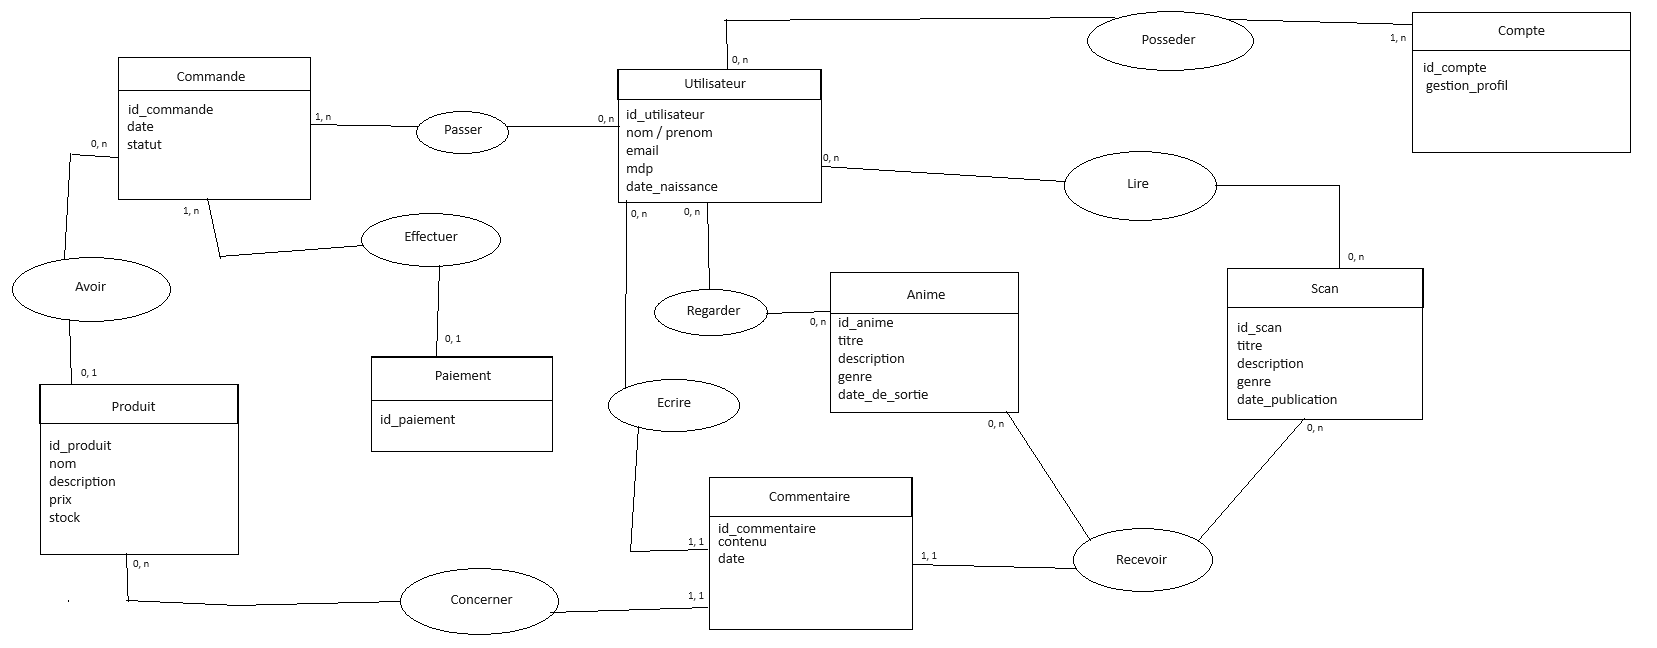 Posseder
Compte
1, n
id_compte
gestion_profil
0, n
Utilisateur
id_utilisateur
nom / prenom
email
mdp
date_naissance
Commande
id_commande
date
statut
1, n
Passer
0, n
0, n
1, n
0, n
Lire
0, n
0, n
0, n
Effectuer
Avoir
0, 1
0, 1
Regarder
0, n
Anime
id_anime
titre
description
genre
date_de_sortie
0, n
Scan
id_scan
titre
description
genre
date_publication
0, n
Paiement
id_paiement
Produit
id_produit
nom
description
prix
stock
0, n
Ecrire
1, 1
Commentaire
id_commentaire
contenu
date
1, 1
Recevoir
Concerner
1, 1